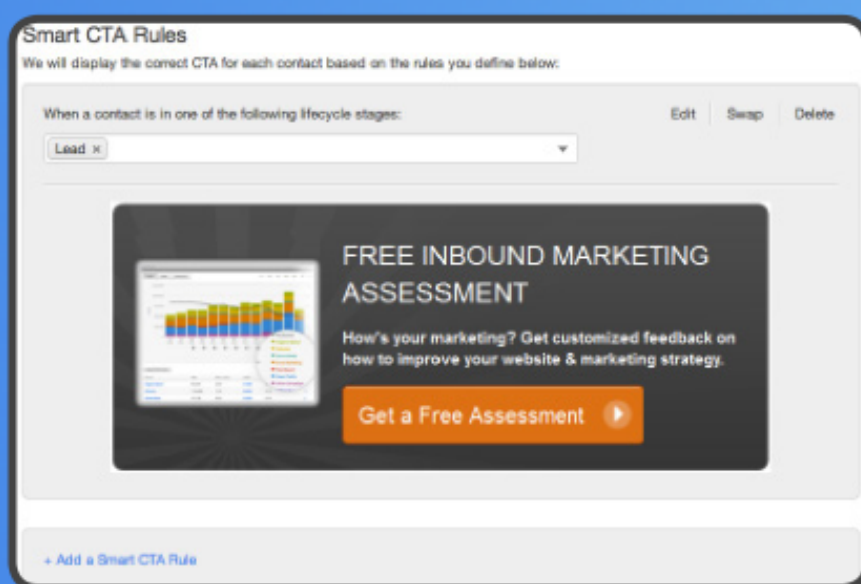 Smart CTA Rules
We will display the correct CTA for each contact based on the rules you define below:
When a contact is in one of the following lifecycle stages:
Edit
Swap
Delete
Lead ×
FREE INBOUND MARKETING
ASSESSMENT
How's your marketing? Get customized feedback on
how to improve your website & marketing strategy.
Get a Free Assessment
+ Add a Smart CTA Rule